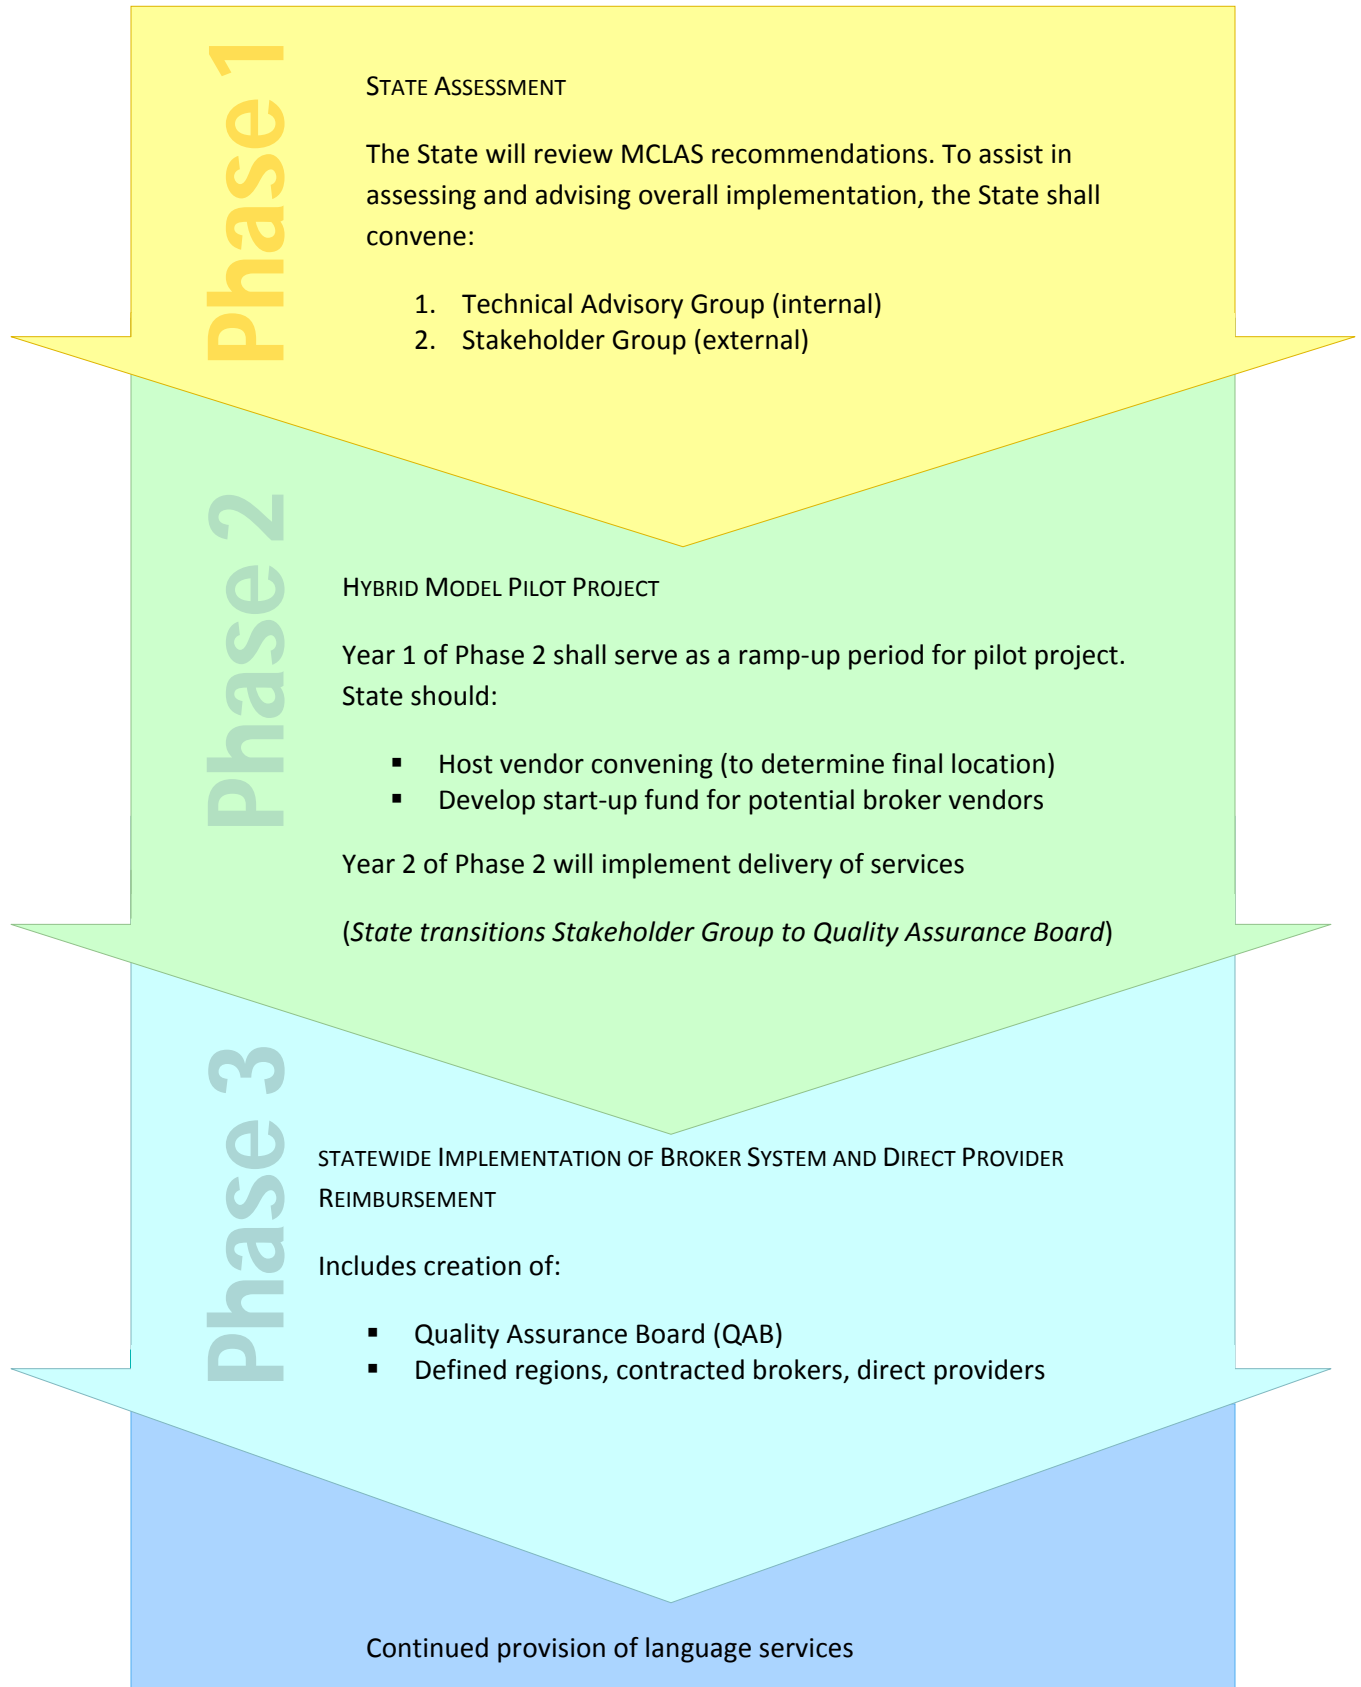 Phase 1
STATE ASSESSMENT
The State will review MCLAS recommendations. To assist in
assessing and advising overall implementation, the State shall
convene:
1. Technical Advisory Group (internal)
2. Stakeholder Group (external)
Phase 2
HYBRID MODEL PILOT PROJECT
Year 1 of Phase 2 shall serve as a ramp-up period for pilot project.
State should:
▪ Host vendor convening (to determine final location)
▪ Develop start-up fund for potential broker vendors
Year 2 of Phase 2 will implement delivery of services
(State transitions Stakeholder Group to Quality Assurance Board)
Phase 3
STATEWIDE IMPLEMENTATION OF BROKER SYSTEM AND DIRECT PROVIDER
REIMBURSEMENT
Includes creation of:
▪ Quality Assurance Board (QAB)
▪ Defined regions, contracted brokers, direct providers
Continued provision of language services